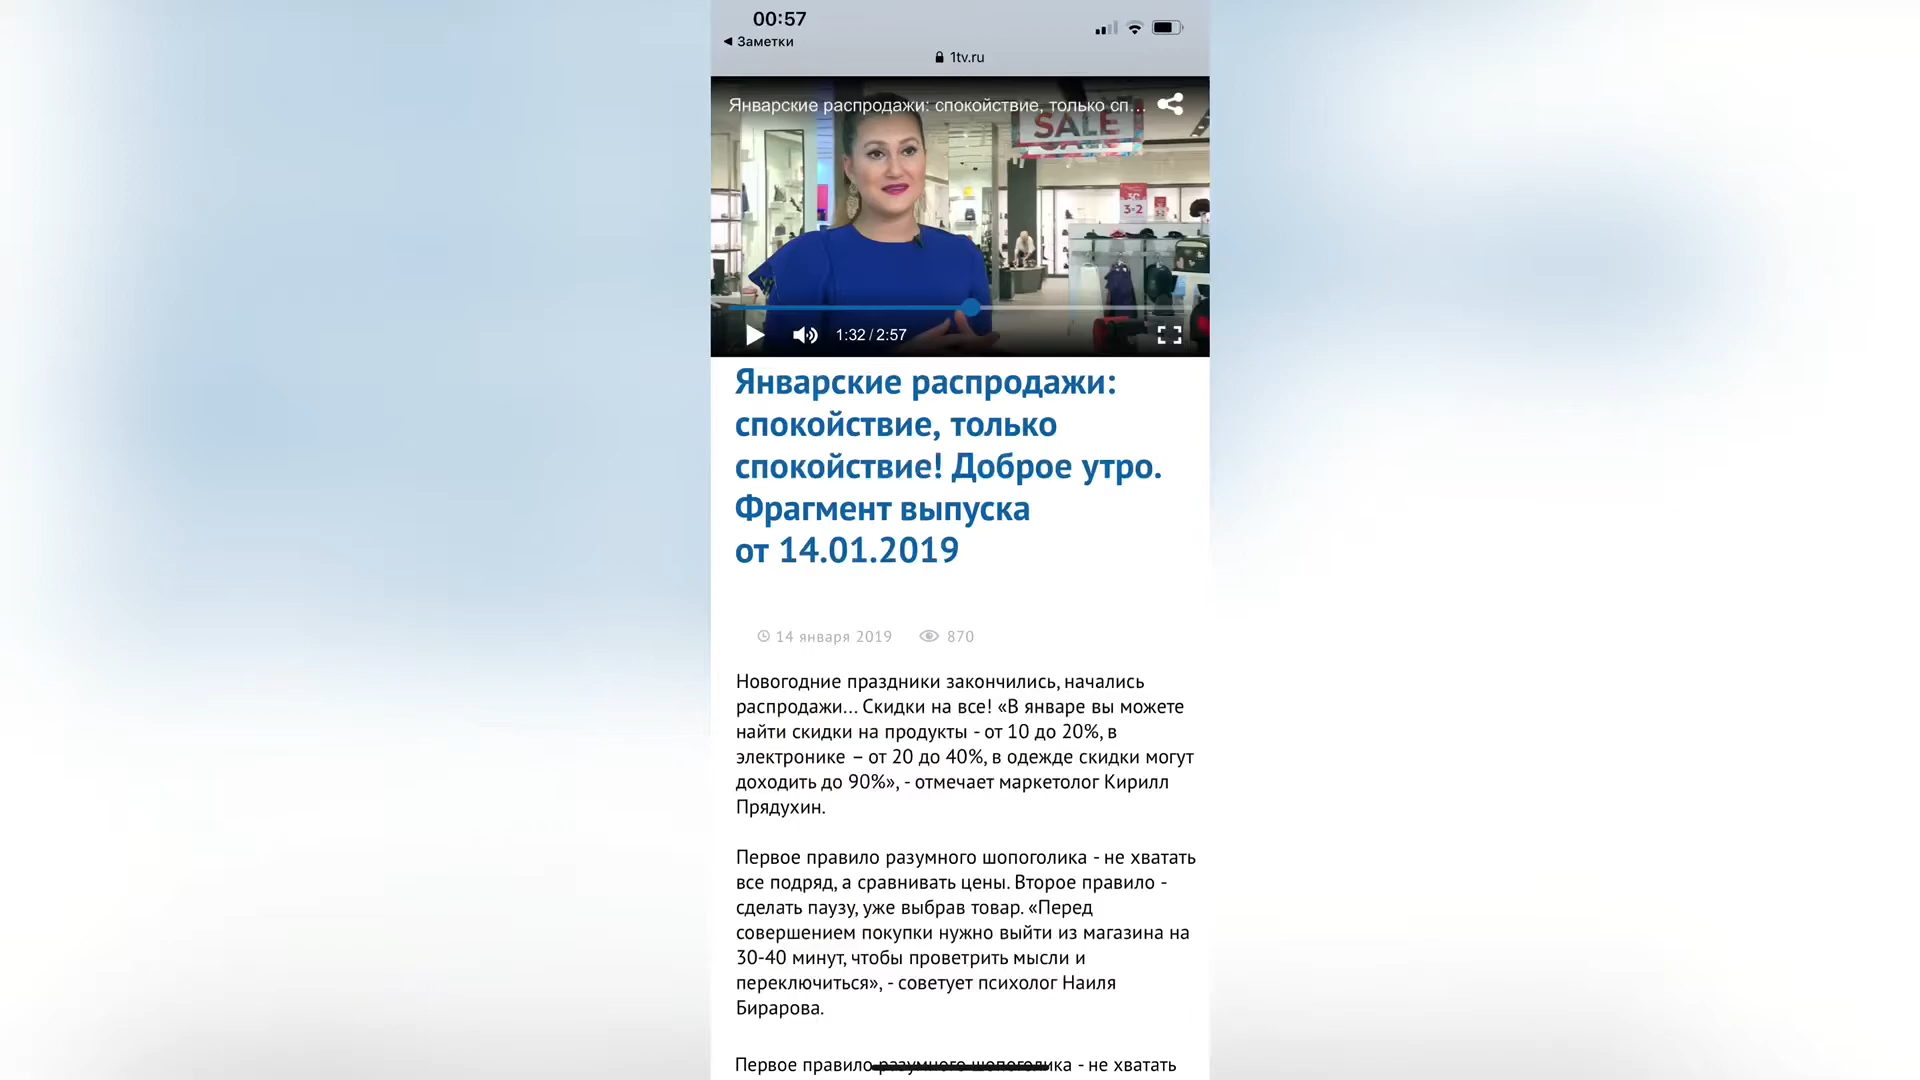 00:57
Заметки
1tv.ru
Январские распродажи: спокойствие, только сп...
SALE
3=2
1:32 / 2:57
Январские распродажи:
спокойствие, только
спокойствие! Доброе утро.
Фрагмент выпуска
от 14.01.2019
14 января 2019 870
Новогодние праздники закончились, начались
распродажи... Скидки на все! «В январе вы можете
найти скидки на продукты - от 10 до 20%, в
электронике – от 20 до 40%, в одежде скидки могут
доходить до 90%», - отмечает маркетолог Кирилл
Прядухин.
Первое правило разумного шопоголика - не хватать
все подряд, а сравнивать цены. Второе правило -
сделать паузу, уже выбрав товар. «Перед
совершением покупки нужно выйти из магазина на
30-40 минут, чтобы проветрить мысли и
переключиться», - советует психолог Наиля
Бирарова.
Первое правило разумного шопоголика - не хватать